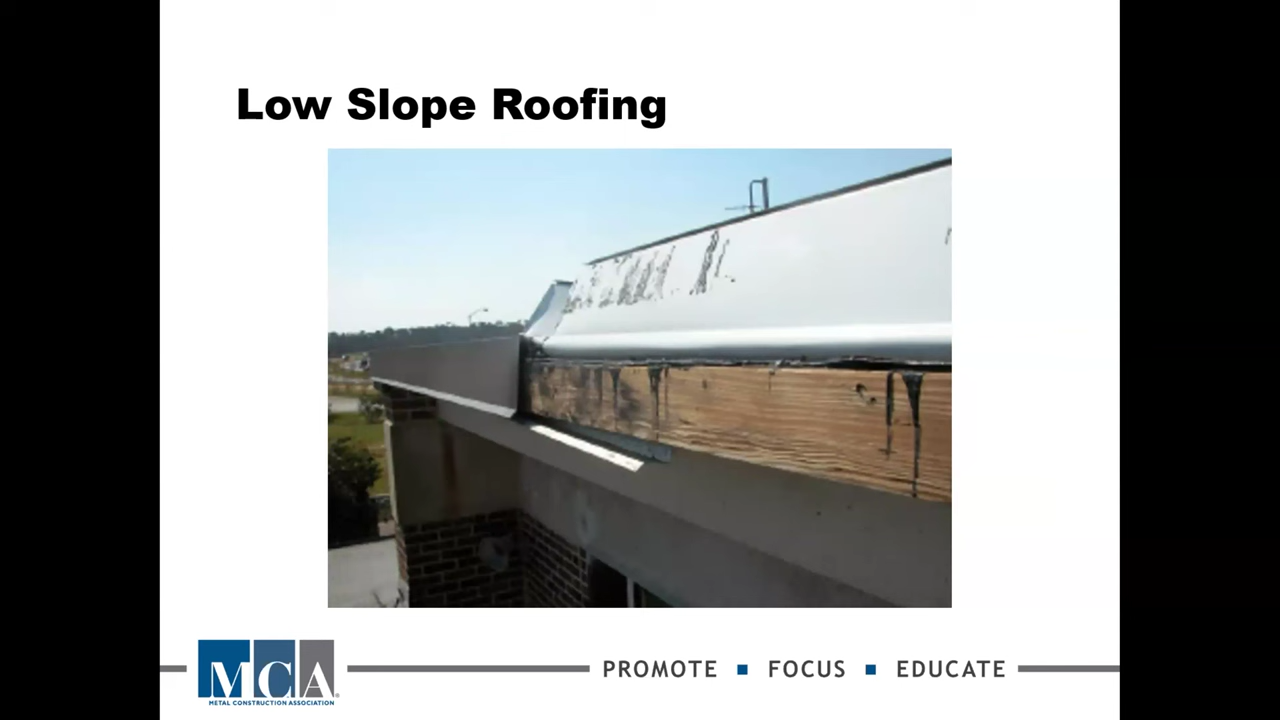 Low Slope Roofing
MCA
METAL CONSTRUCTION ASSOCIATION
PROMOTE ■ FOCUS ■ EDUCATE